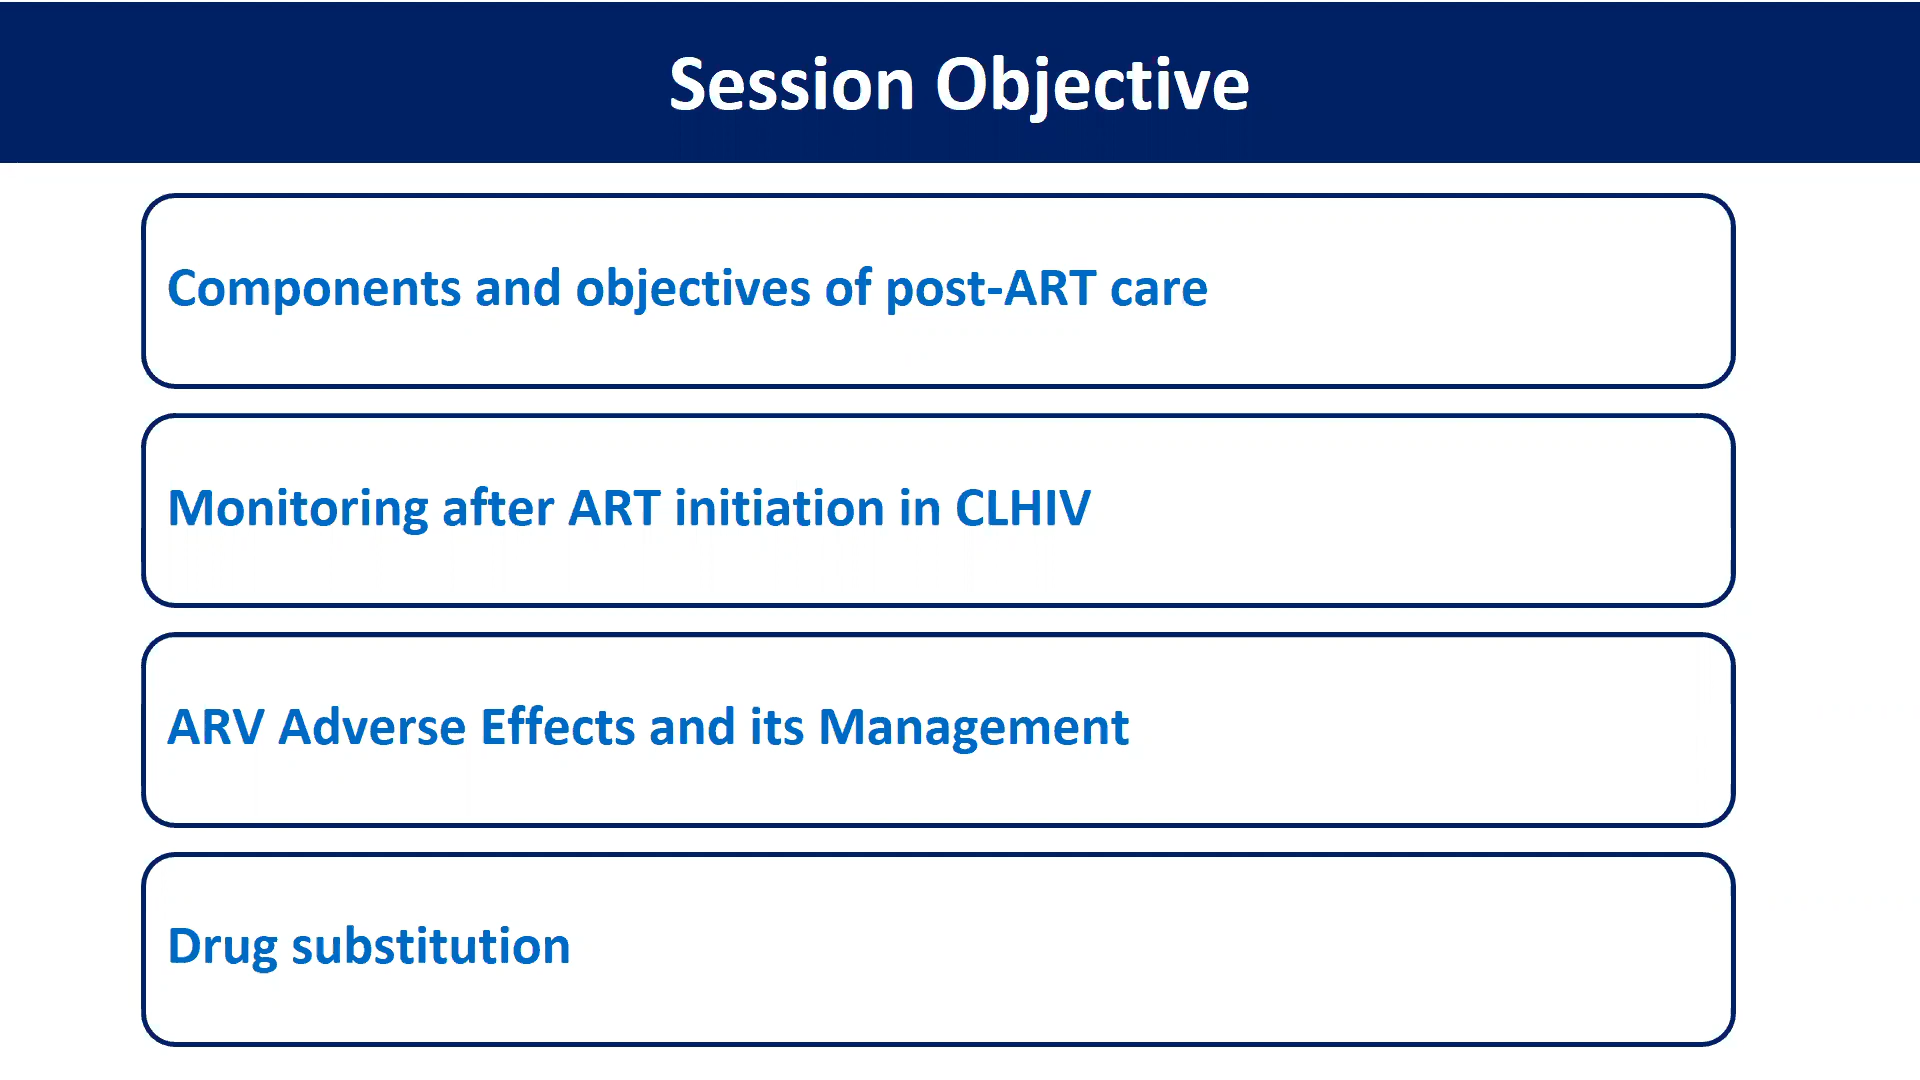 Session Objective
Components and objectives of post-ART care
Monitoring after ART initiation in CLHIV
ARV Adverse Effects and its Management
Drug substitution